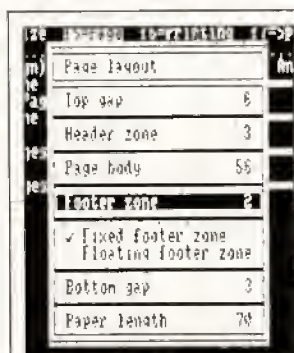 Page layout
Top gap 6
Header zone 3
Page body 56
Footer zone 2
✓ Fixed footer zone
Floating footer zone
Bottom gap 3
Paper length 70